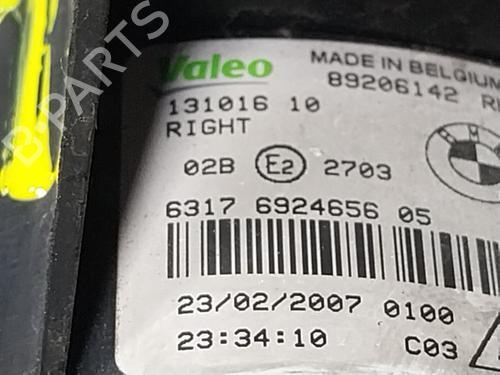 Valeo
MADE IN BELGIUM
89206142
131016 10
RIGHT
02B E2 2703
6317 6924656 05
23/02/2007 0100
23:34:10 C03
B-PARTS